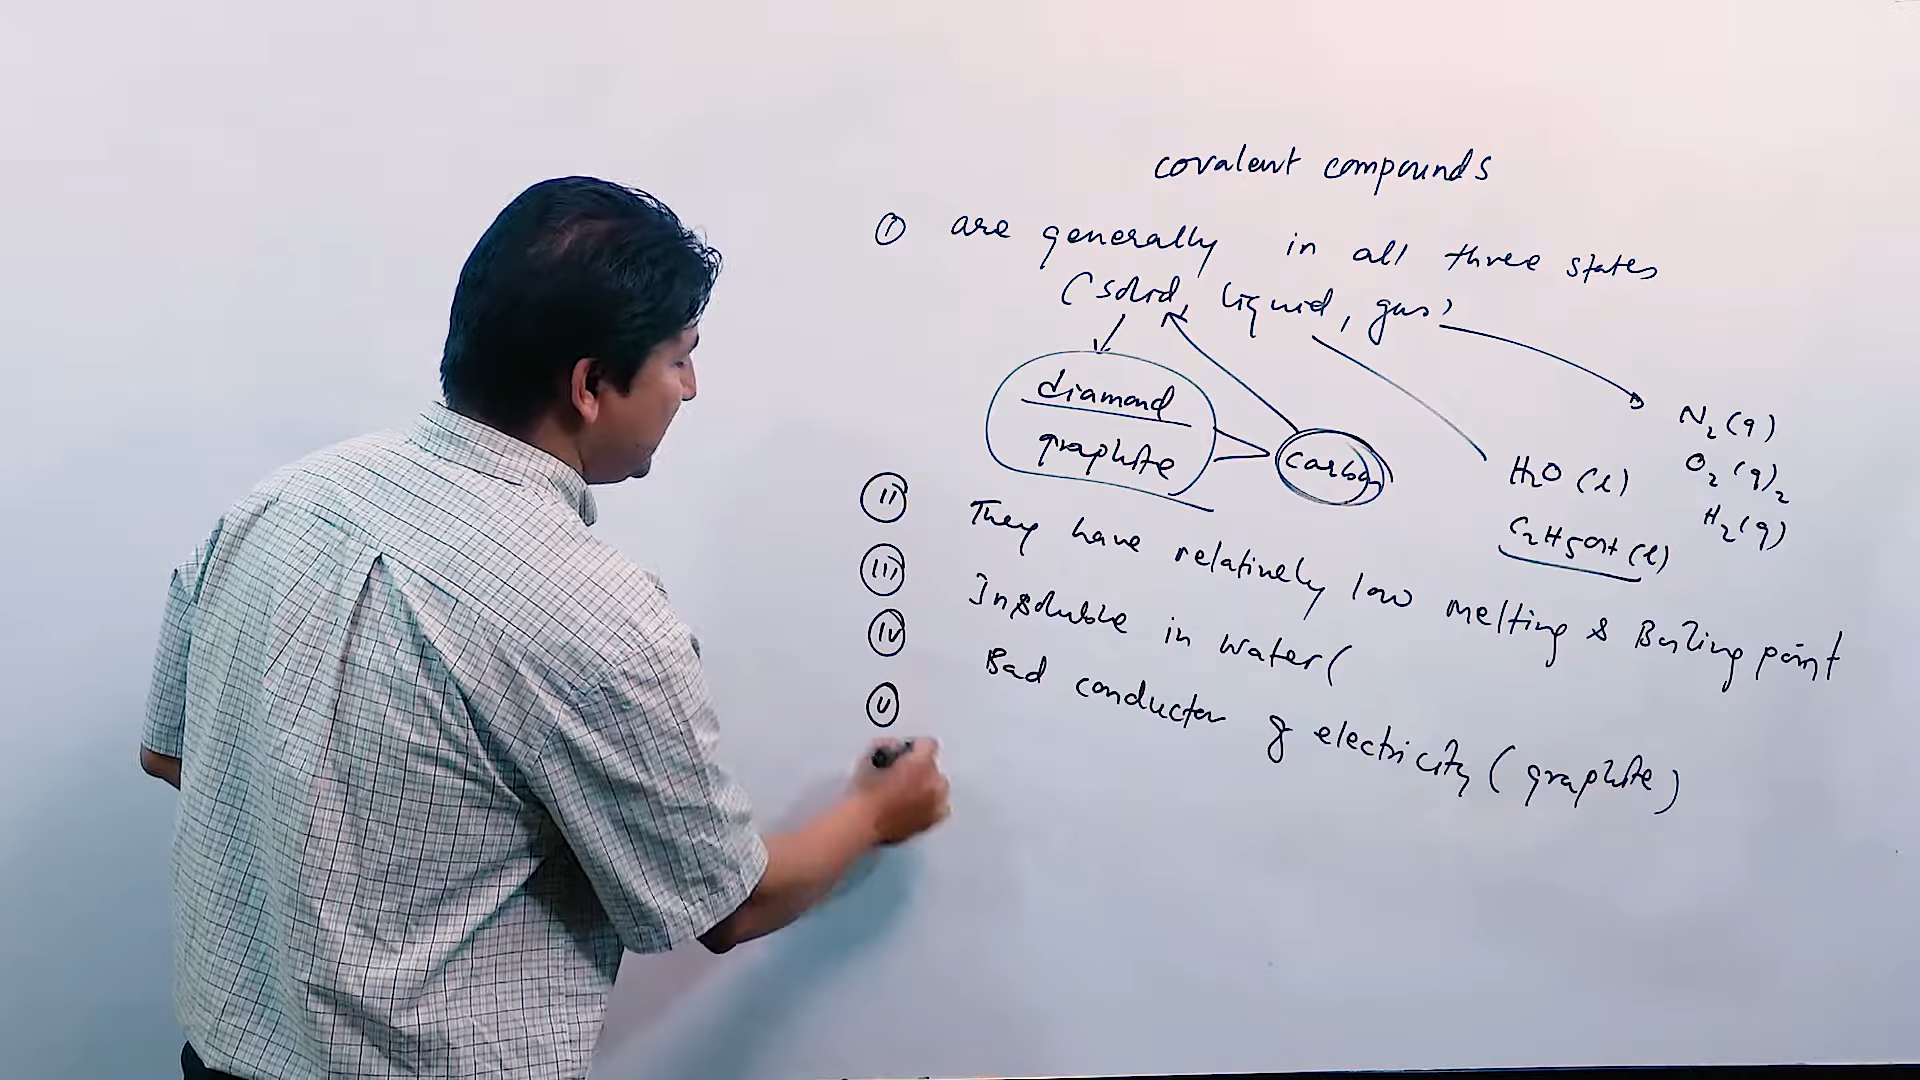 covalent compounds
① are generally in all three states
(solid, liquid, gas)
diamond
graphite
carbon
N₂(g)
O₂(g)₂
H₂(g)
H₂O (l)
C₂H5OH(l)
(ii) They have relatively low melting & Boiling point
(iii) Insoluble in water(
(iv) Bad conductor of electricity (graphite)
(v)